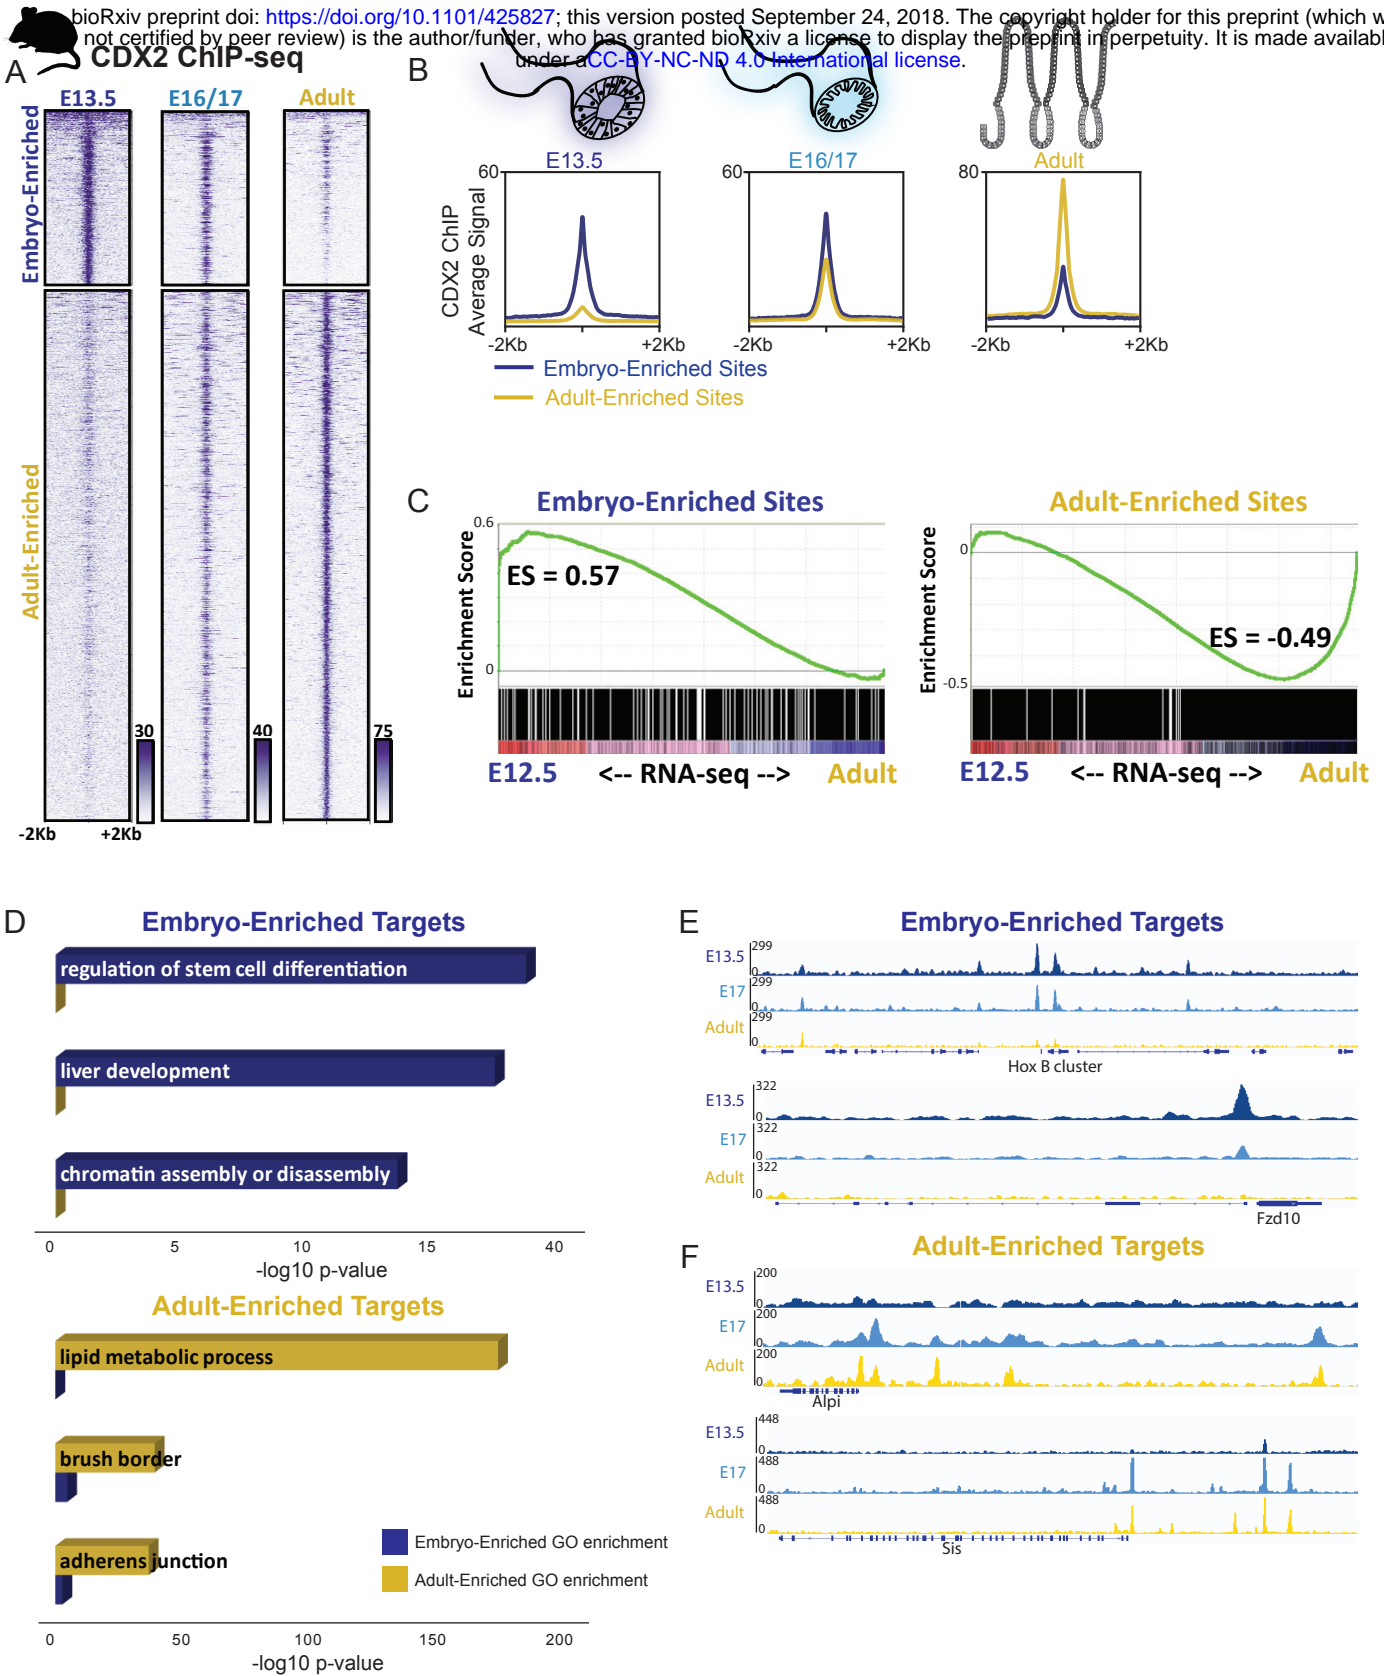 bioRxiv preprint doi: https://doi.org/10.1101/425827; this version posted September 24, 2018. The copyright holder for this preprint (which w
not certified by peer review) is the author/funder, who has granted bioRxiv a license to display the preprint in perpetuity. It is made availabl
under aCC-BY-NC-ND 4.0 International license.
A
CDX2 ChIP-seq
E13.5
E16/17
Adult
Embryo-Enriched
Adult-Enriched
30
40
75
-2Kb
+2Kb
B
E13.5
E16/17
Adult
60
60
80
CDX2 ChIP
Average Signal
-2Kb
+2Kb
-2Kb
+2Kb
-2Kb
+2Kb
Embryo-Enriched Sites
Adult-Enriched Sites
C
Embryo-Enriched Sites
Enrichment Score
0.6
0
ES = 0.57
E12.5
<-- RNA-seq -->
Adult
Adult-Enriched Sites
Enrichment Score
0
-0.5
ES = -0.49
E12.5
<-- RNA-seq -->
Adult
D
Embryo-Enriched Targets
regulation of stem cell differentiation
liver development
chromatin assembly or disassembly
0
5
10
15
40
-log10 p-value
Adult-Enriched Targets
lipid metabolic process
brush border
adherens junction
Embryo-Enriched GO enrichment
Adult-Enriched GO enrichment
0
50
100
150
200
-log10 p-value
E
Embryo-Enriched Targets
E13.5
299
0
E17
299
0
Adult
299
0
Hox B cluster
E13.5
322
0
E17
322
0
Adult
322
0
Fzd10
F
Adult-Enriched Targets
E13.5
200
0
E17
200
0
Adult
200
0
Alpi
E13.5
448
0
E17
488
0
Adult
488
0
Sis